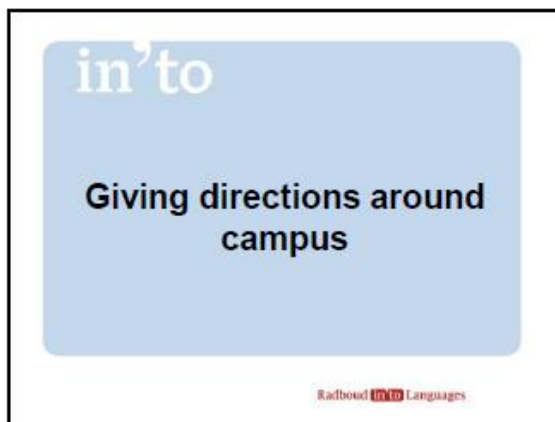 in'to
Giving directions around
campus
Radboud in'to Languages